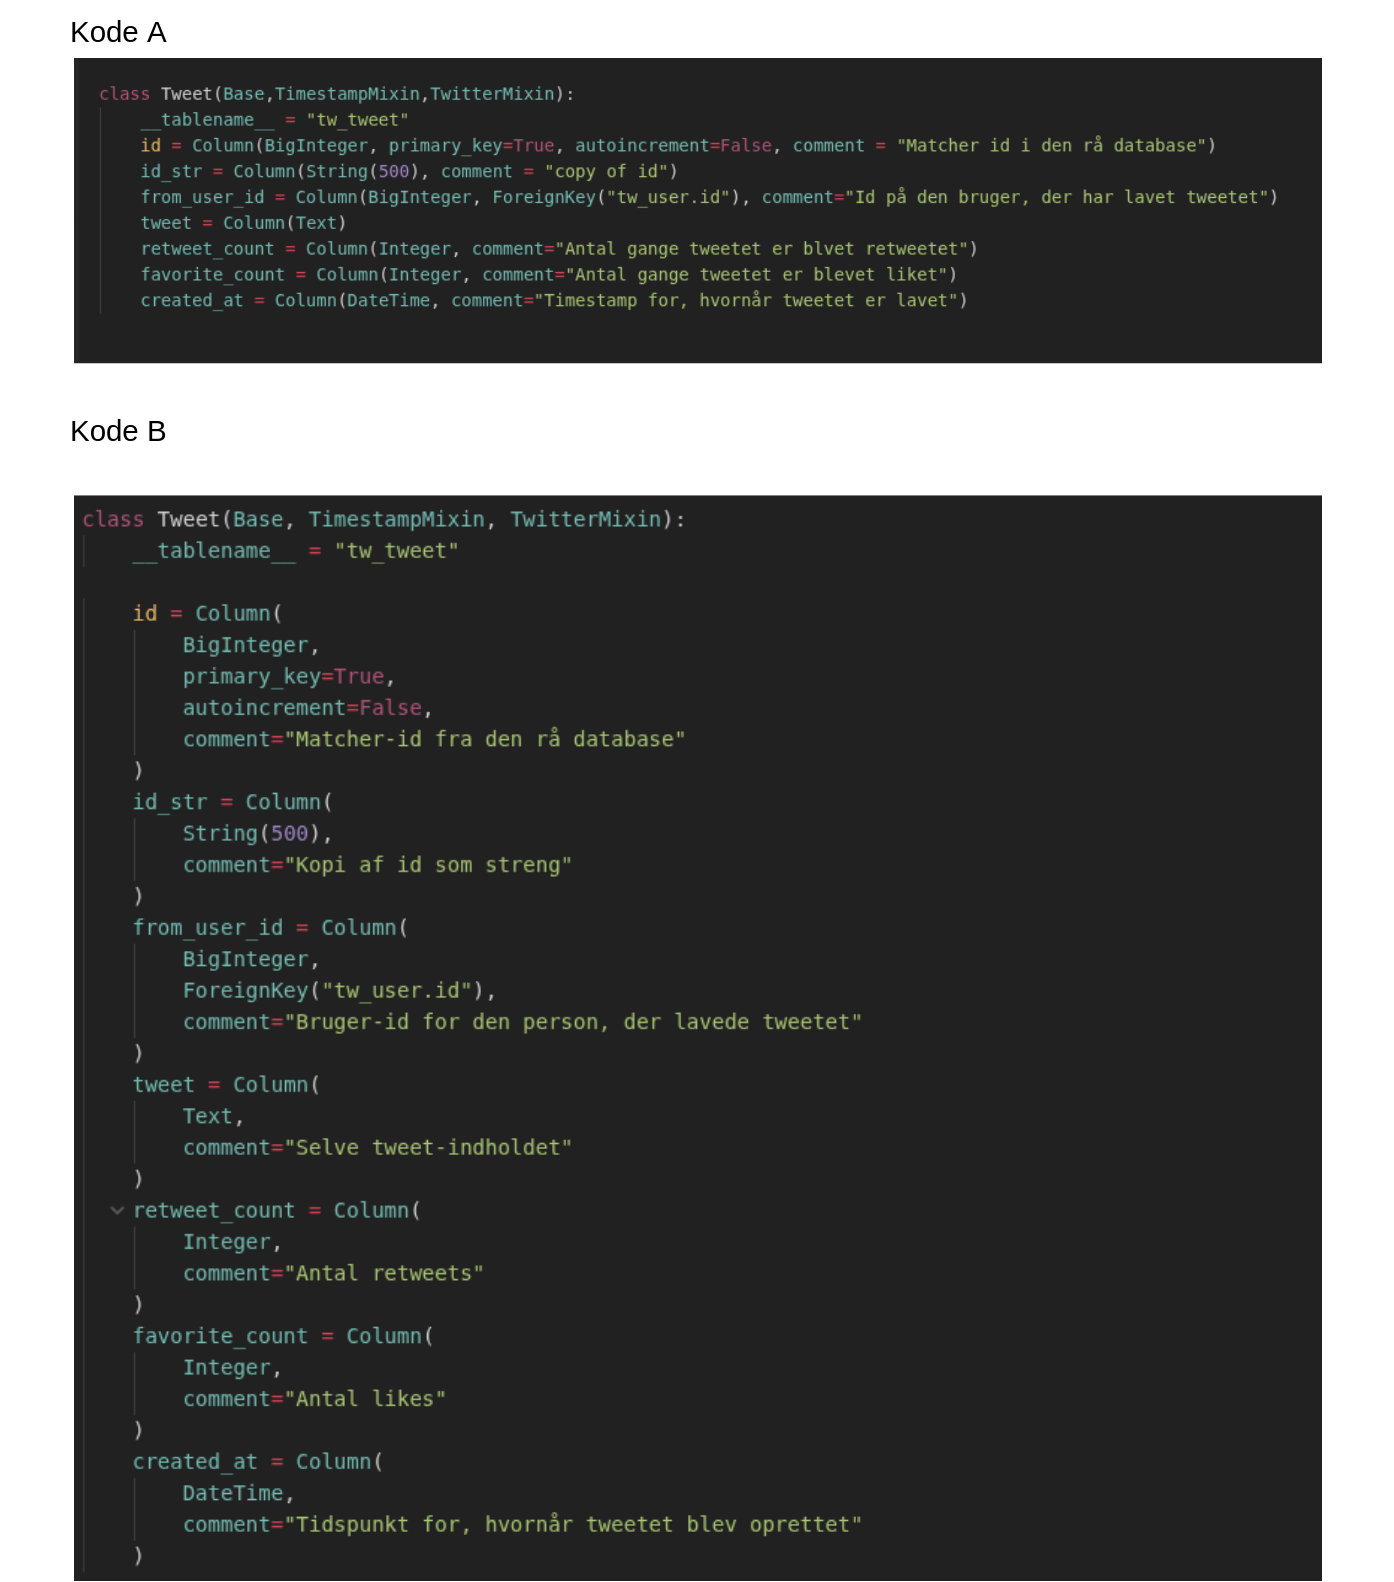 Kode A
class Tweet(Base,TimestampMixin,TwitterMixin):
    __tablename__ = "tw_tweet"
    id = Column(BigInteger, primary_key=True, autoincrement=False, comment = "Matcher id i den rå database")
    id_str = Column(String(500), comment = "copy of id")
    from_user_id = Column(BigInteger, ForeignKey("tw_user.id"), comment="Id på den bruger, der har lavet tweetet")
    tweet = Column(Text)
    retweet_count = Column(Integer, comment="Antal gange tweetet er blvet retweetet")
    favorite_count = Column(Integer, comment="Antal gange tweetet er blevet liket")
    created_at = Column(DateTime, comment="Timestamp for, hvornår tweetet er lavet")
Kode B
class Tweet(Base, TimestampMixin, TwitterMixin):
    __tablename__ = "tw_tweet"
    id = Column(
        BigInteger,
        primary_key=True,
        autoincrement=False,
        comment="Matcher-id fra den rå database"
    )
    id_str = Column(
        String(500),
        comment="Kopi af id som streng"
    )
    from_user_id = Column(
        BigInteger,
        ForeignKey("tw_user.id"),
        comment="Bruger-id for den person, der lavede tweetet"
    )
    tweet = Column(
        Text,
        comment="Selve tweet-indholdet"
    )
    retweet_count = Column(
        Integer,
        comment="Antal retweets"
    )
    favorite_count = Column(
        Integer,
        comment="Antal likes"
    )
    created_at = Column(
        DateTime,
        comment="Tidspunkt for, hvornår tweetet blev oprettet"
    )